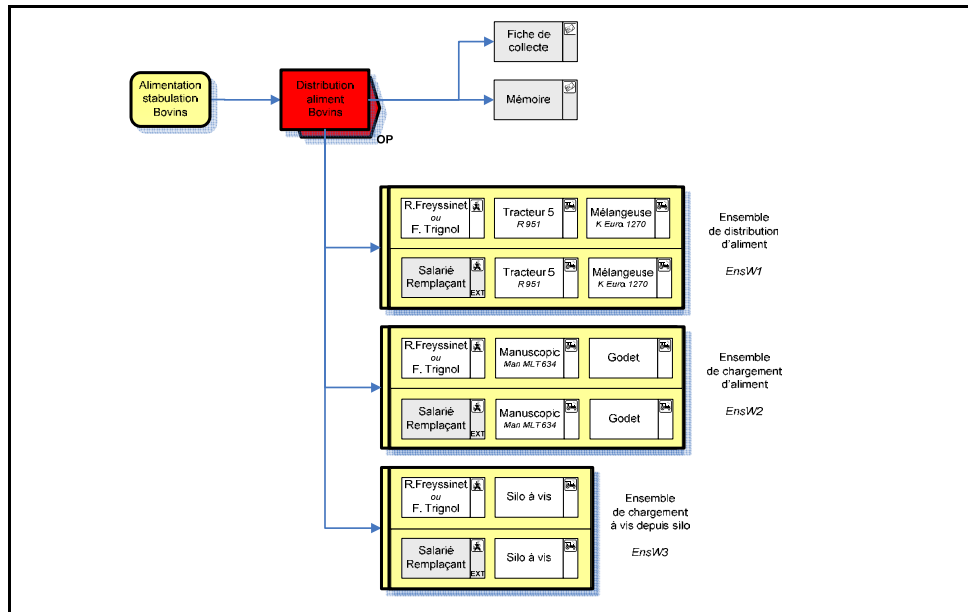 Fiche de
collecte
Alimentation
stabulation
Bovins
Distribution
aliment
Bovins
Mémoire
OP
R.Freyssinet
ou
F. Trignol
Tracteur 5
R 951
Mélangeuse
K Euro 1270
Salarié
Remplaçant
EXT
Tracteur 5
R 951
Mélangeuse
K Euro 1270
Ensemble
de distribution
d'aliment
EnsW1
R.Freyssinet
ou
F. Trignol
Manuscopic
Man MLT 634
Godet
Salarié
Remplaçant
EXT
Manuscopic
Man MLT 634
Godet
Ensemble
de chargement
d'aliment
EnsW2
R.Freyssinet
ou
F. Trignol
Silo à vis
Salarié
Remplaçant
EXT
Silo à vis
Ensemble
de chargement
à vis depuis silo
EnsW3